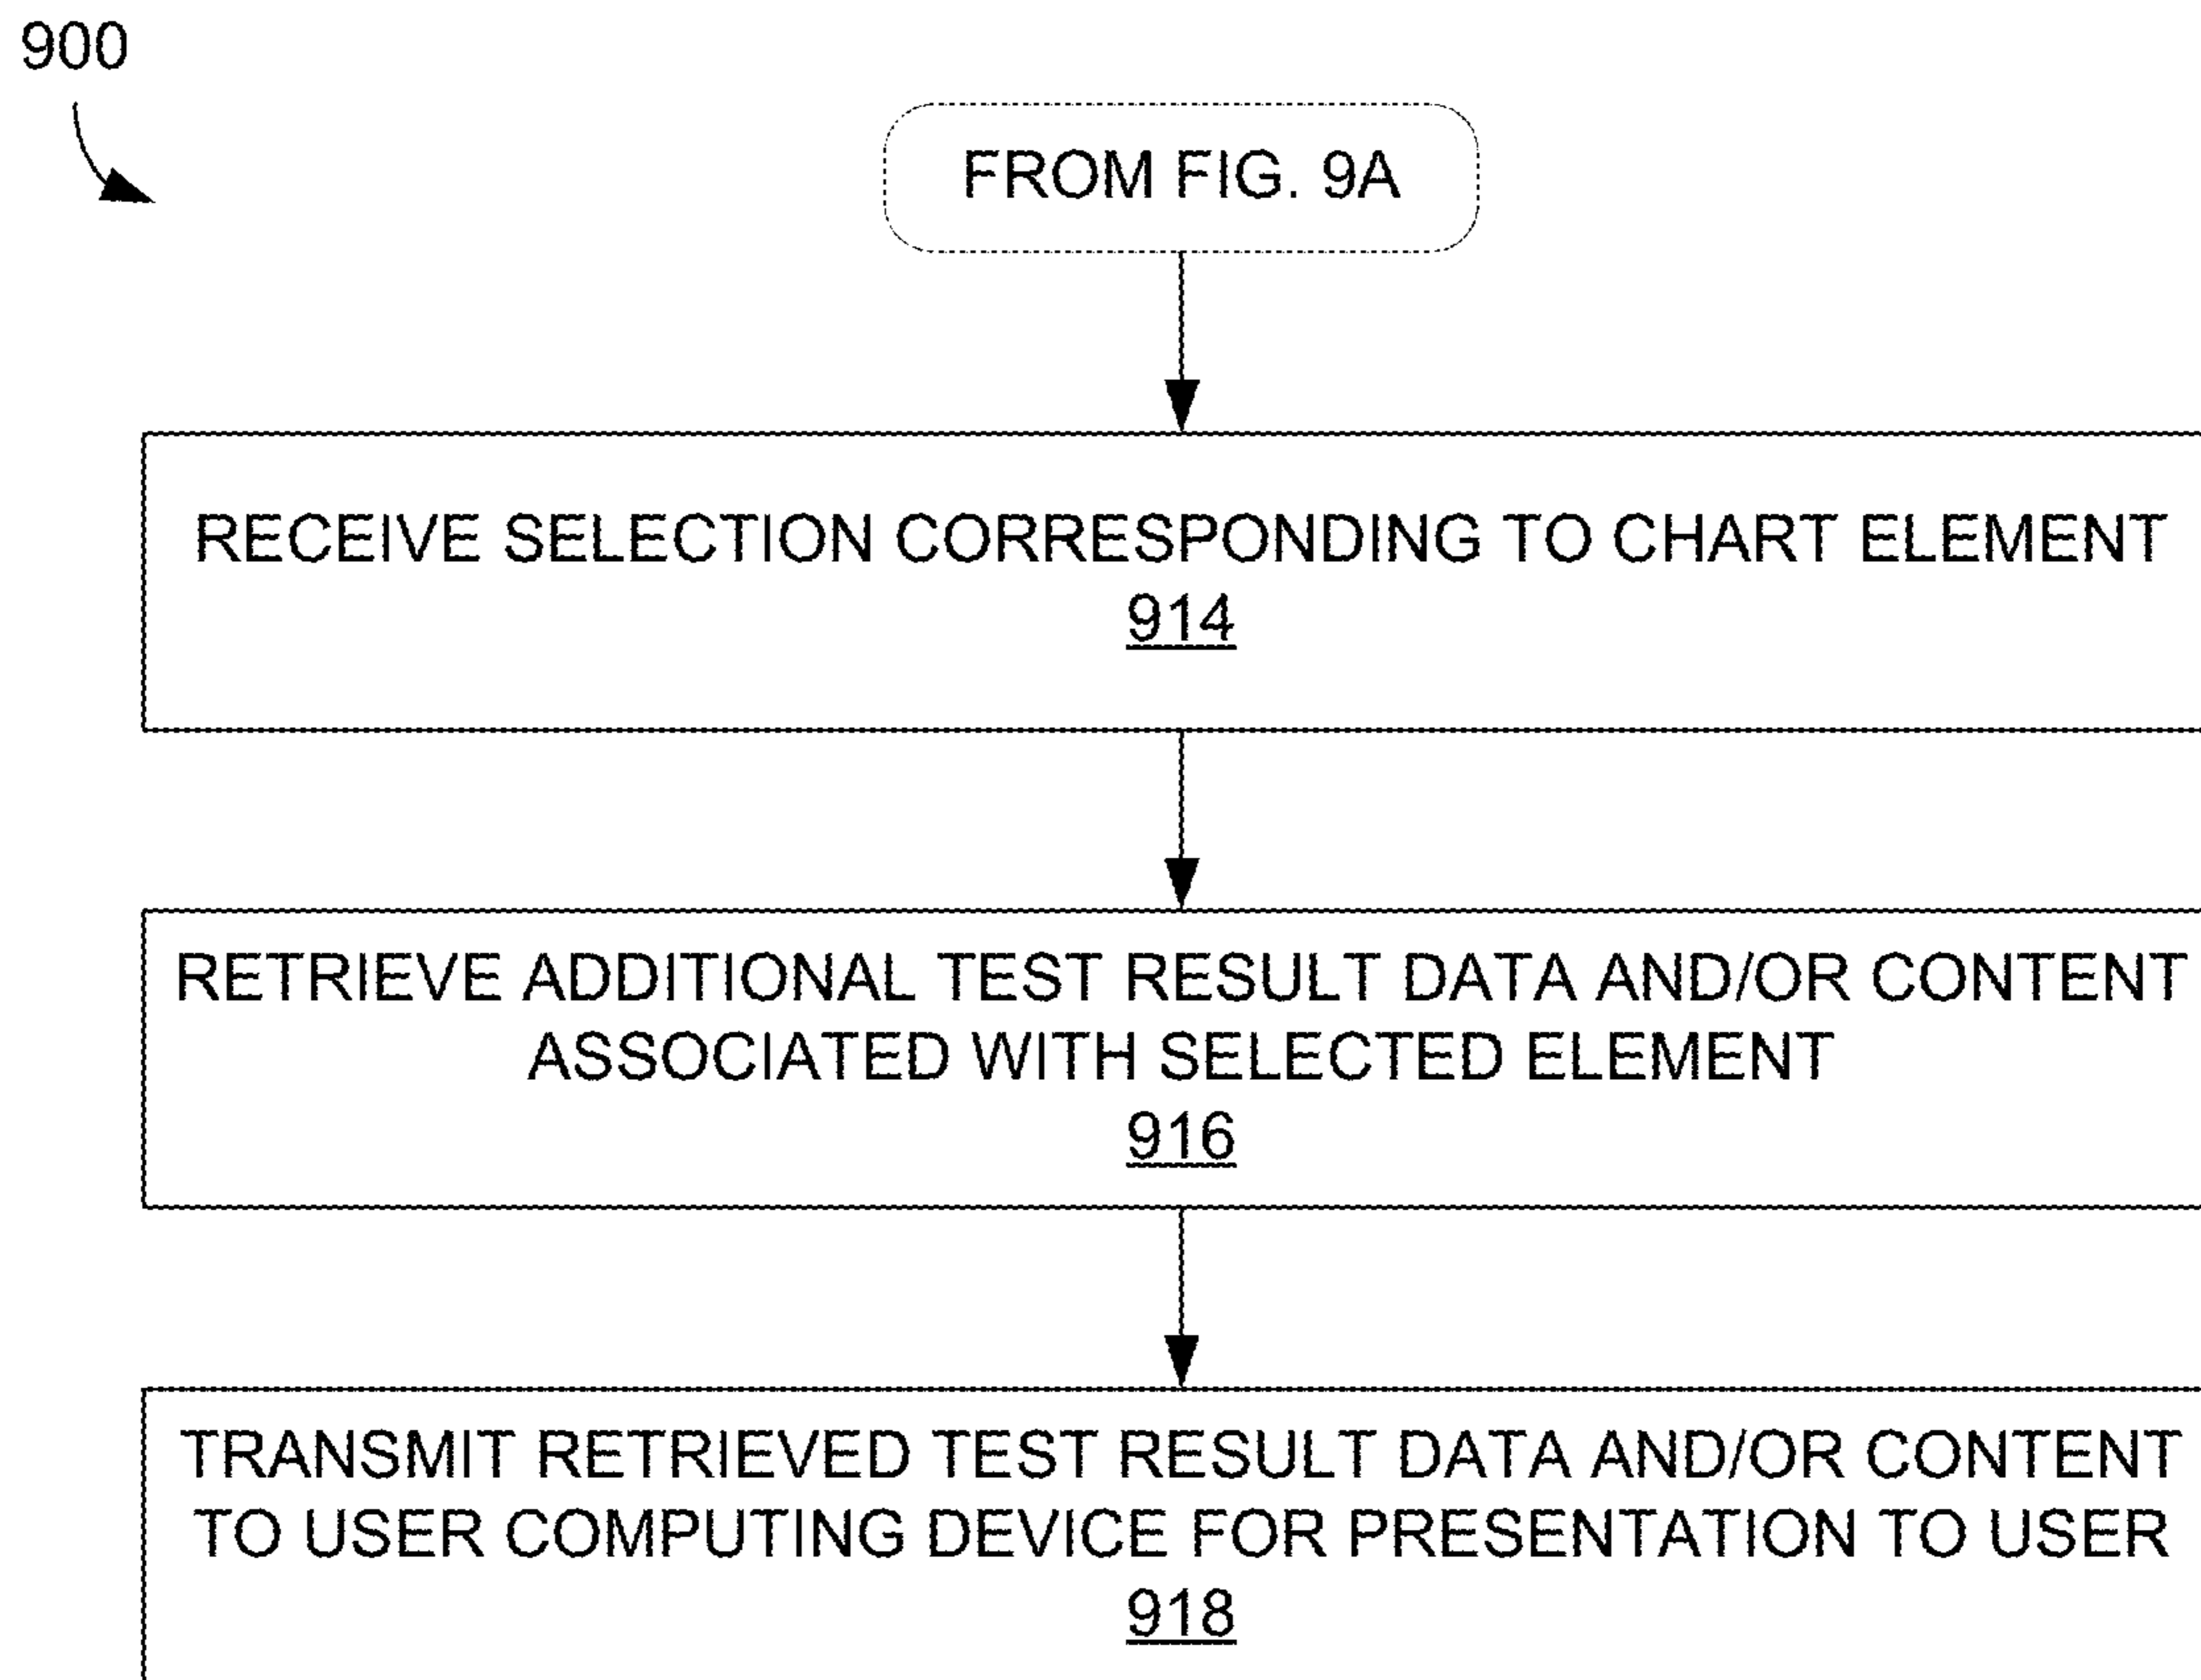 900
FROM FIG. 9A
RECEIVE SELECTION CORRESPONDING TO CHART ELEMENT
914
RETRIEVE ADDITIONAL TEST RESULT DATA AND/OR CONTENT
ASSOCIATED WITH SELECTED ELEMENT
916
TRANSMIT RETRIEVED TEST RESULT DATA AND/OR CONTENT
TO USER COMPUTING DEVICE FOR PRESENTATION TO USER
918